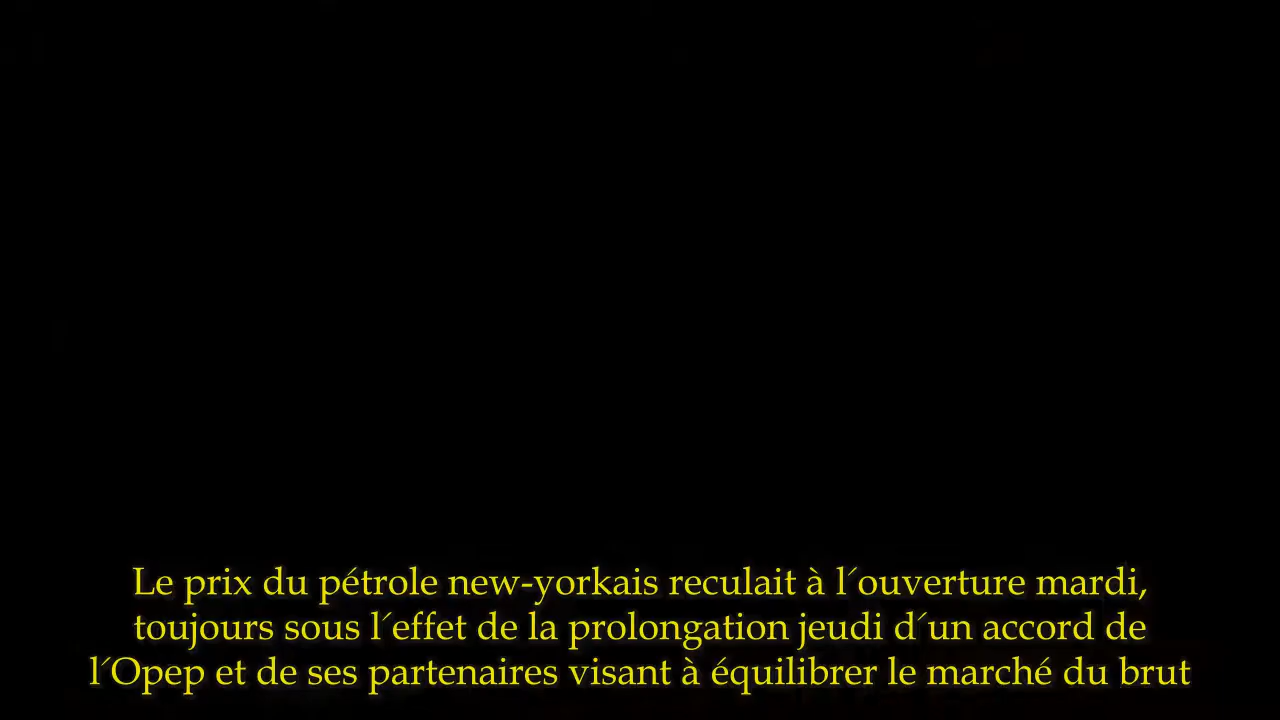 Le prix du pétrole new-yorkais reculait à l´ouverture mardi,
toujours sous l´effet de la prolongation jeudi d´un accord de
l´Opep et de ses partenaires visant à équilibrer le marché du brut